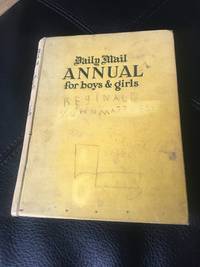 Daily Mail
ANNUAL
for boys & girls
REGINALD